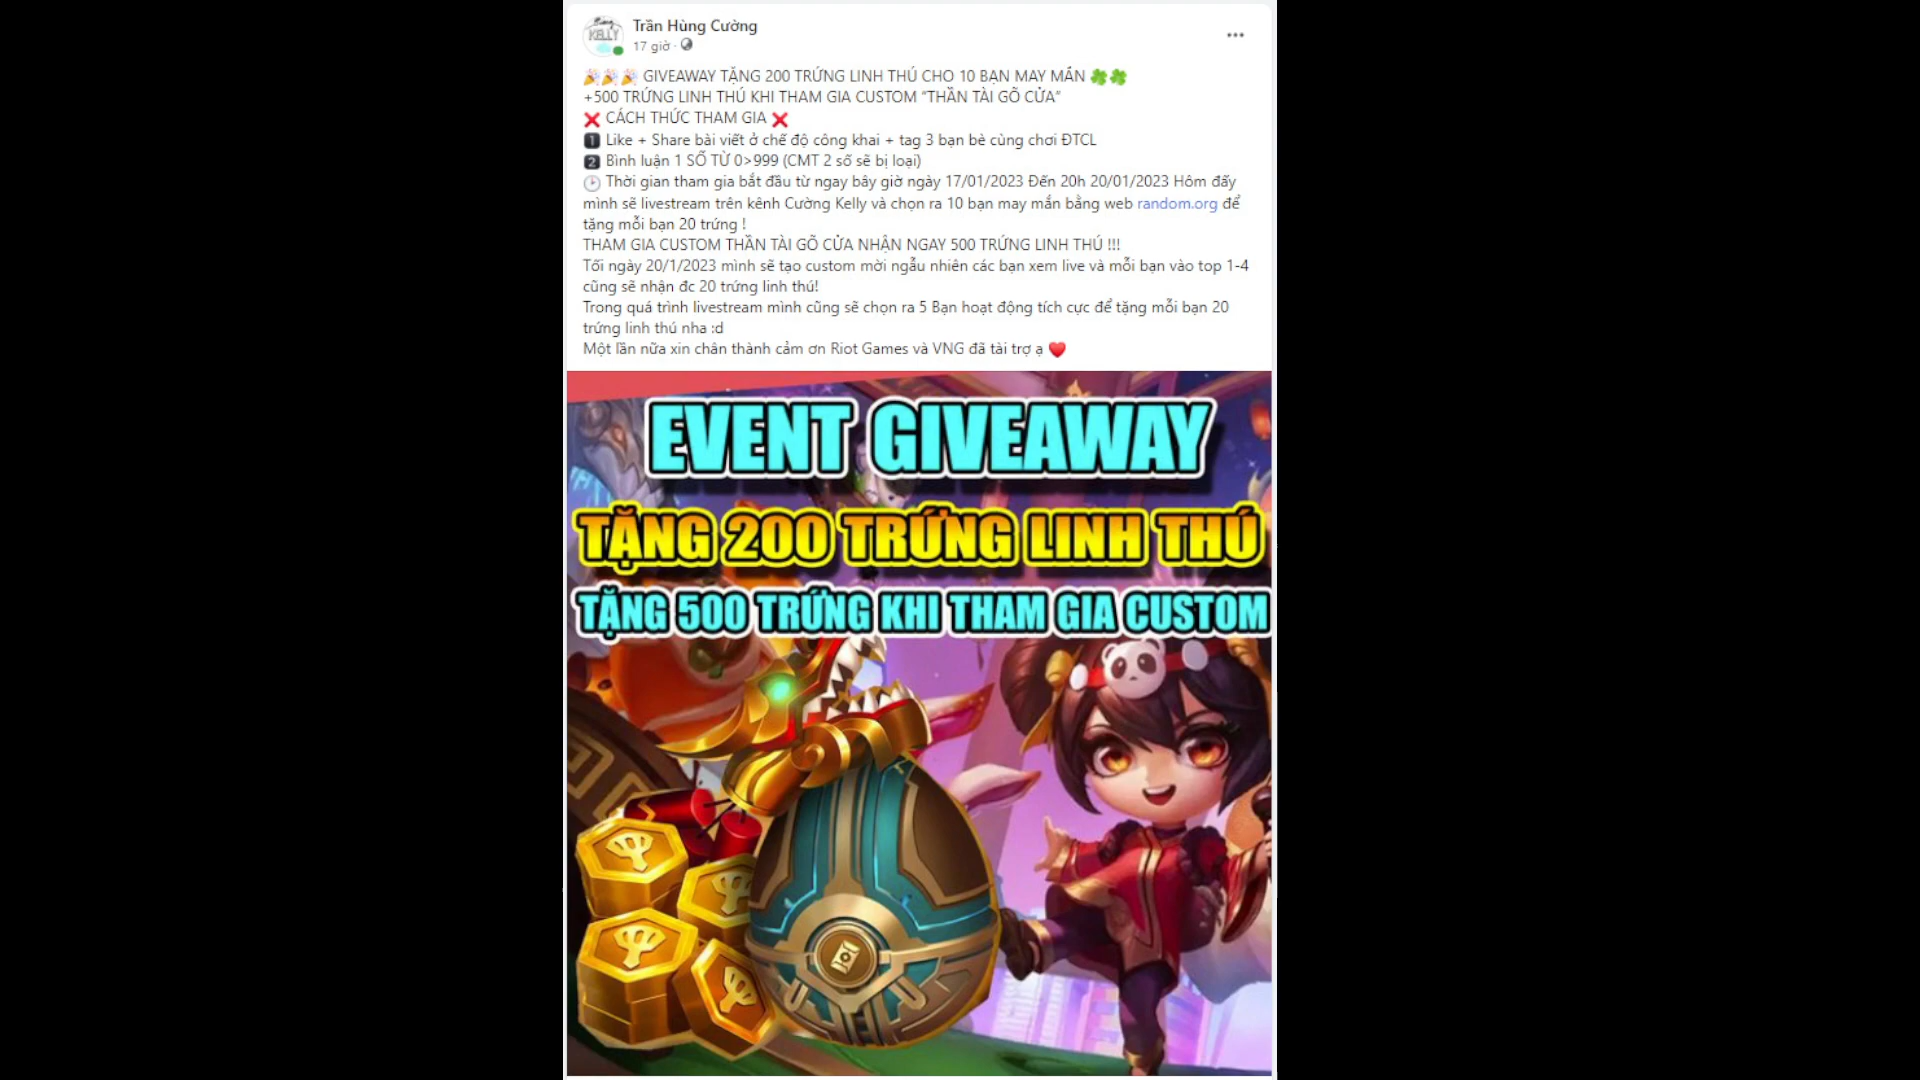 Trần Hùng Cường
17 giờ ·
🎉🎉🎉 GIVEAWAY TẶNG 200 TRỨNG LINH THÚ CHO 10 BẠN MAY MẮN 🍀🍀
+500 TRỨNG LINH THÚ KHI THAM GIA CUSTOM “THẦN TÀI GÕ CỬA”
❌ CÁCH THỨC THAM GIA ❌
1 Like + Share bài viết ở chế độ công khai + tag 3 bạn bè cùng chơi ĐTCL
2 Bình luận 1 SỐ TỪ 0>999 (CMT 2 số sẽ bị loại)
🕑 Thời gian tham gia bắt đầu từ ngay bây giờ ngày 17/01/2023 Đến 20h 20/01/2023 Hôm đấy
mình sẽ livestream trên kênh Cường Kelly và chọn ra 10 bạn may mắn bằng web random.org để
tặng mỗi bạn 20 trứng !
THAM GIA CUSTOM THẦN TÀI GÕ CỬA NHẬN NGAY 500 TRỨNG LINH THÚ !!!
Tối ngày 20/1/2023 mình sẽ tạo custom mời ngẫu nhiên các bạn xem live và mỗi bạn vào top 1-4
cũng sẽ nhận đc 20 trứng linh thú!
Trong quá trình livestream mình cũng sẽ chọn ra 5 Bạn hoạt động tích cực để tặng mỗi bạn 20
trứng linh thú nha :d
Một lần nữa xin chân thành cảm ơn Riot Games và VNG đã tài trợ ạ ♥️
EVENT GIVEAWAY
TẶNG 200 TRỨNG LINH THÚ
TẶNG 500 TRỨNG KHI THAM GIA CUSTOM